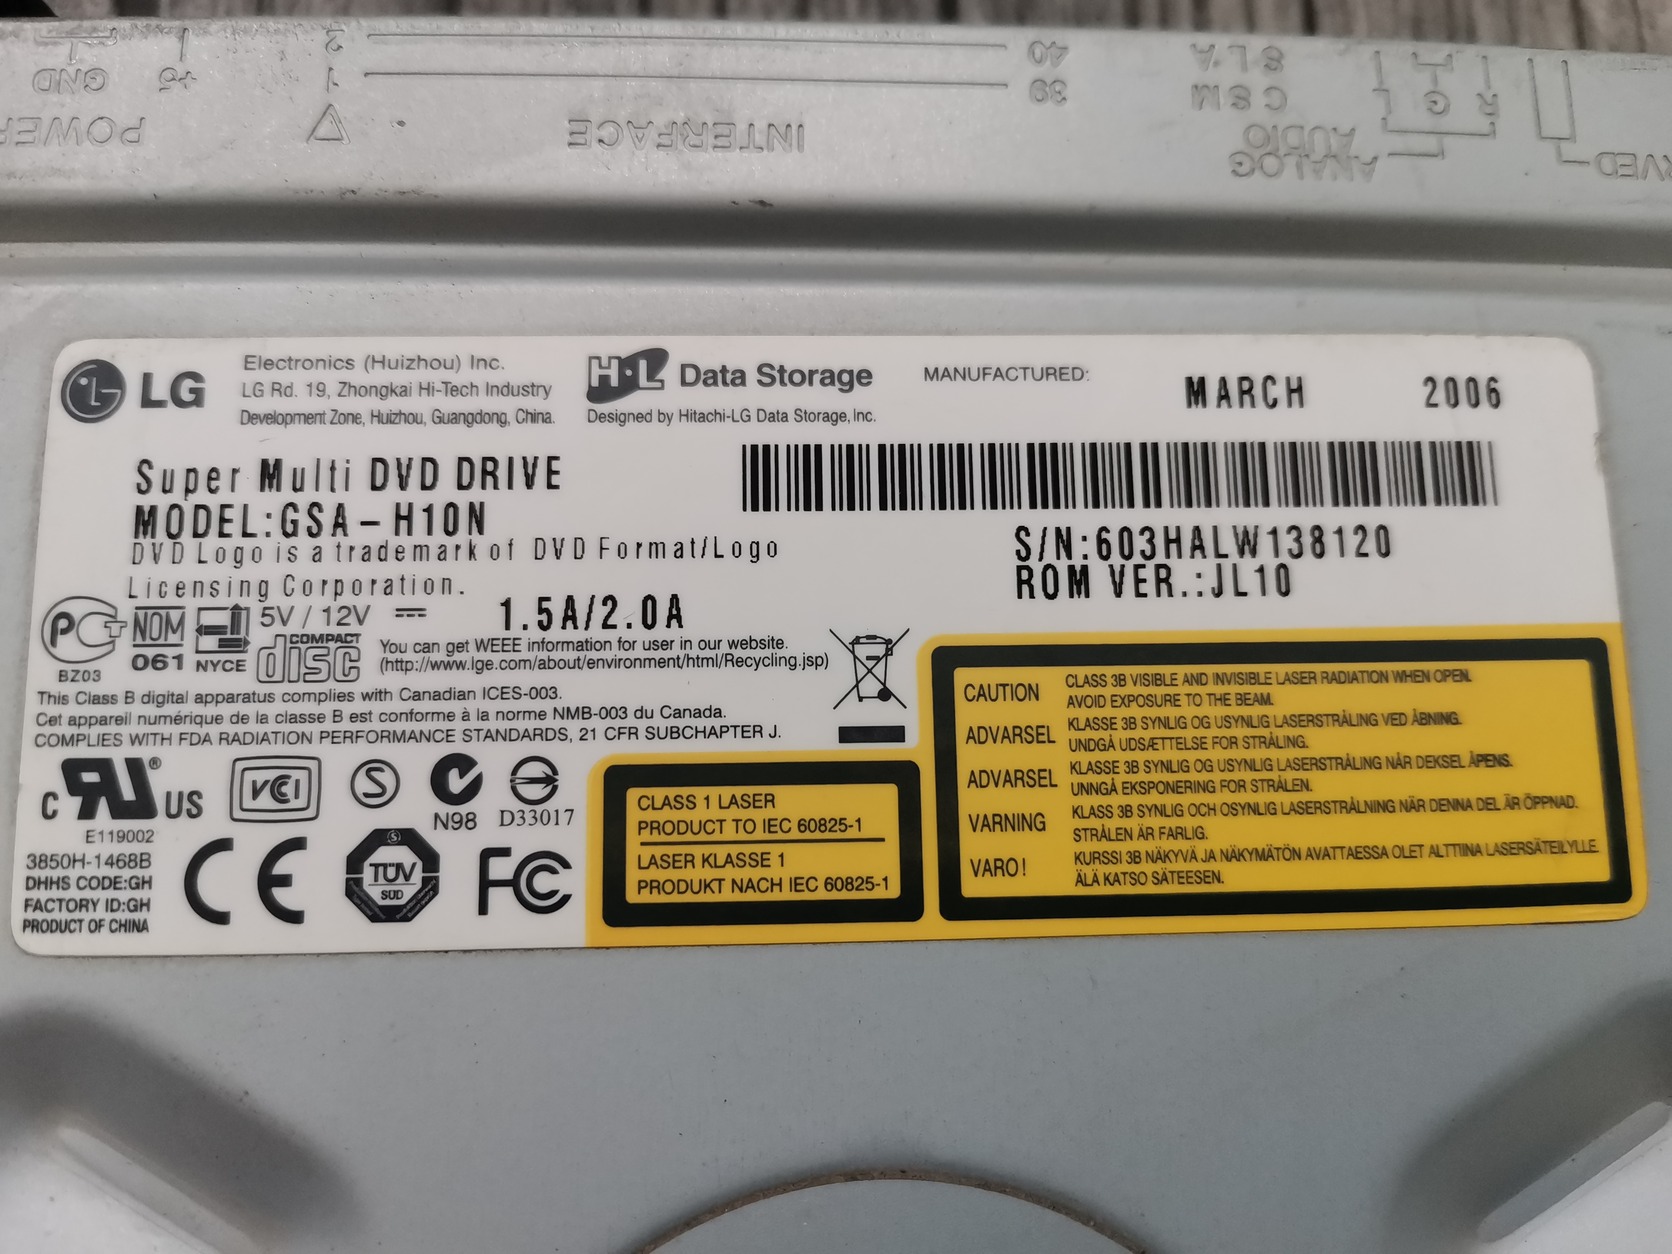 GND +5 1 2 40 SLA
39 CSM L G R
POWER INTERFACE AUDIO
ANALOG
LG
Electronics (Huizhou) Inc.
LG Rd. 19, Zhongkai Hi-Tech Industry
Development Zone, Huizhou, Guangdong, China.
H·L Data Storage
Designed by Hitachi-LG Data Storage, Inc.
MANUFACTURED: MARCH 2006
Super Multi DVD DRIVE
MODEL:GSA-H10N
DVD Logo is a trademark of DVD Format/Logo
Licensing Corporation.
S/N:603HALW138120
ROM VER.:JL10
5V / 12V 1.5A/2.0A
BZ03
NOM
061
NYCE
COMPACT
disc
You can get WEEE information for user in our website.
(http://www.lge.com/about/environment/html/Recycling.jsp)
This Class B digital apparatus complies with Canadian ICES-003.
Cet appareil numérique de la classe B est conforme à la norme NMB-003 du Canada.
COMPLIES WITH FDA RADIATION PERFORMANCE STANDARDS, 21 CFR SUBCHAPTER J.
C RU® US
E119002
VCI
S
N98
D33017
3850H-1468B
DHHS CODE:GH
FACTORY ID:GH
PRODUCT OF CHINA
CE
TÜV
SÜD
FC
CLASS 1 LASER
PRODUCT TO IEC 60825-1
LASER KLASSE 1
PRODUKT NACH IEC 60825-1
CAUTION CLASS 3B VISIBLE AND INVISIBLE LASER RADIATION WHEN OPEN.
AVOID EXPOSURE TO THE BEAM.
ADVARSEL KLASSE 3B SYNLIG OG USYNLIG LASERSTRÅLING VED ÅBNING.
UNDGÅ UDSÆTTELSE FOR STRÅLING.
ADVARSEL KLASSE 3B SYNLIG OG USYNLIG LASERSTRÅLING NÅR DEKSEL ÅPENS.
UNNGÅ EKSPONERING FOR STRÅLEN.
VARNING KLASS 3B SYNLIG OCH OSYNLIG LASERSTRÅLNING NÄR DENNA DEL ÄR ÖPPNAD.
STRÅLEN ÄR FARLIG.
VARO! KURSSI 3B NÄKYVÄ JA NÄKYMÄTÖN AVATTAESSA OLET ALTTIINA LASERSÄTEILYLLE.
ÄLÄ KATSO SÄTEESEN.